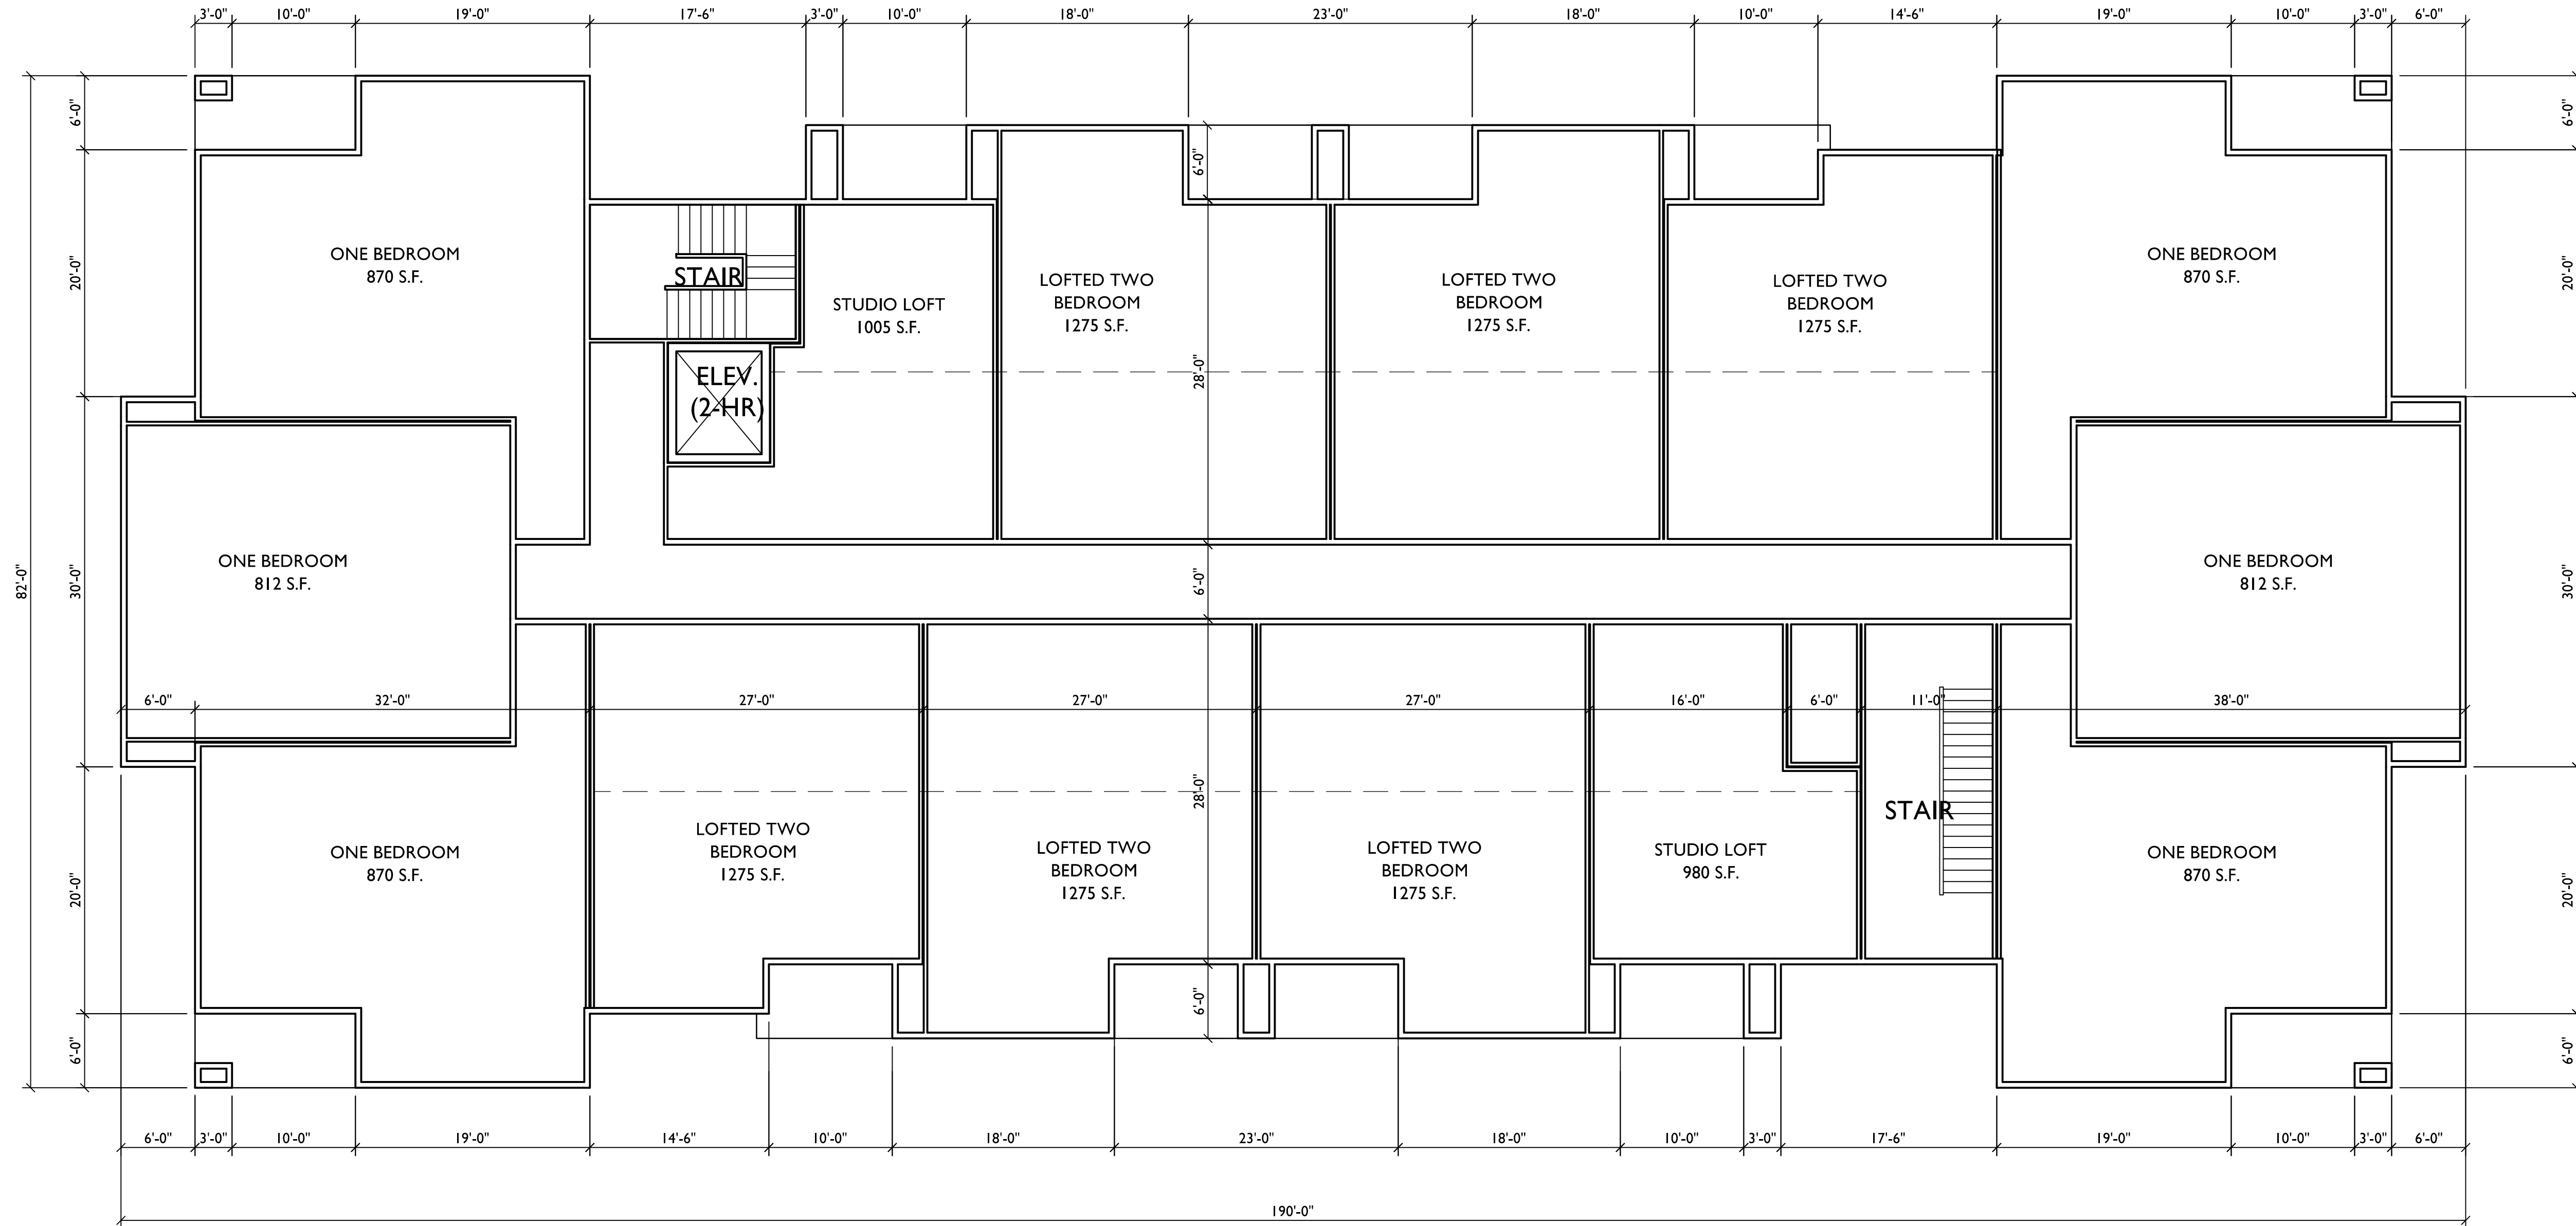 3'-0" 10'-0" 19'-0" 17'-6" 3'-0" 10'-0" 18'-0" 23'-0" 18'-0" 10'-0" 14'-6" 19'-0" 10'-0" 3'-0" 6'-0"
6'-0"
6'-0"
6'-0"
20'-0"
20'-0"
ONE BEDROOM
870 S.F.
STAIR
STUDIO LOFT
1005 S.F.
LOFTED TWO
BEDROOM
1275 S.F.
LOFTED TWO
BEDROOM
1275 S.F.
LOFTED TWO
BEDROOM
1275 S.F.
ONE BEDROOM
870 S.F.
ELEV.
(2-HR)
28'-0"
82'-0"
30'-0"
ONE BEDROOM
812 S.F.
6'-0"
ONE BEDROOM
812 S.F.
30'-0"
6'-0" 32'-0" 27'-0" 27'-0" 27'-0" 16'-0" 6'-0" 11'-0" 38'-0"
28'-0"
20'-0"
ONE BEDROOM
870 S.F.
LOFTED TWO
BEDROOM
1275 S.F.
LOFTED TWO
BEDROOM
1275 S.F.
LOFTED TWO
BEDROOM
1275 S.F.
STUDIO LOFT
980 S.F.
STAIR
ONE BEDROOM
870 S.F.
20'-0"
6'-0"
6'-0"
6'-0"
6'-0" 3'-0" 10'-0" 19'-0" 14'-6" 10'-0" 18'-0" 23'-0" 18'-0" 10'-0" 3'-0" 17'-6" 19'-0" 10'-0" 3'-0" 6'-0"
190'-0"